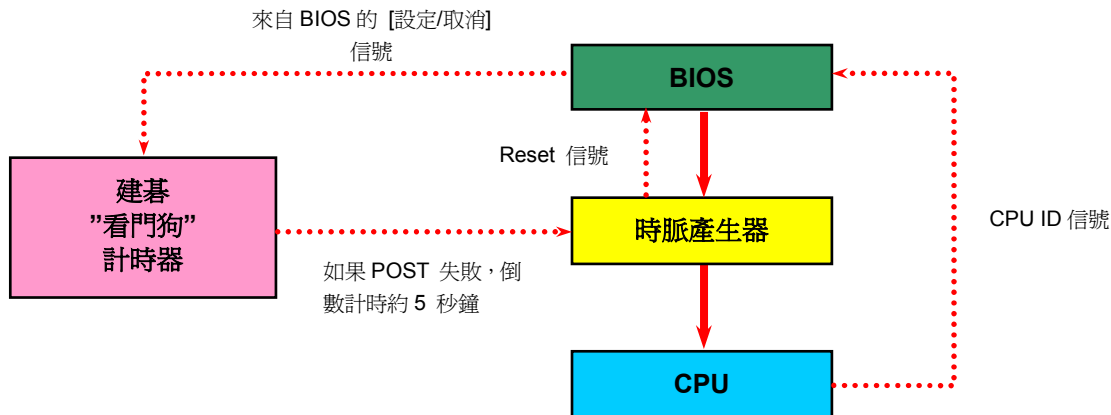 來自 BIOS 的 [設定/取消]
信號
BIOS
Reset 信號
建碁
”看門狗”
計時器
時脈產生器
CPU ID 信號
如果 POST 失敗，倒
數計時約 5 秒鐘
CPU